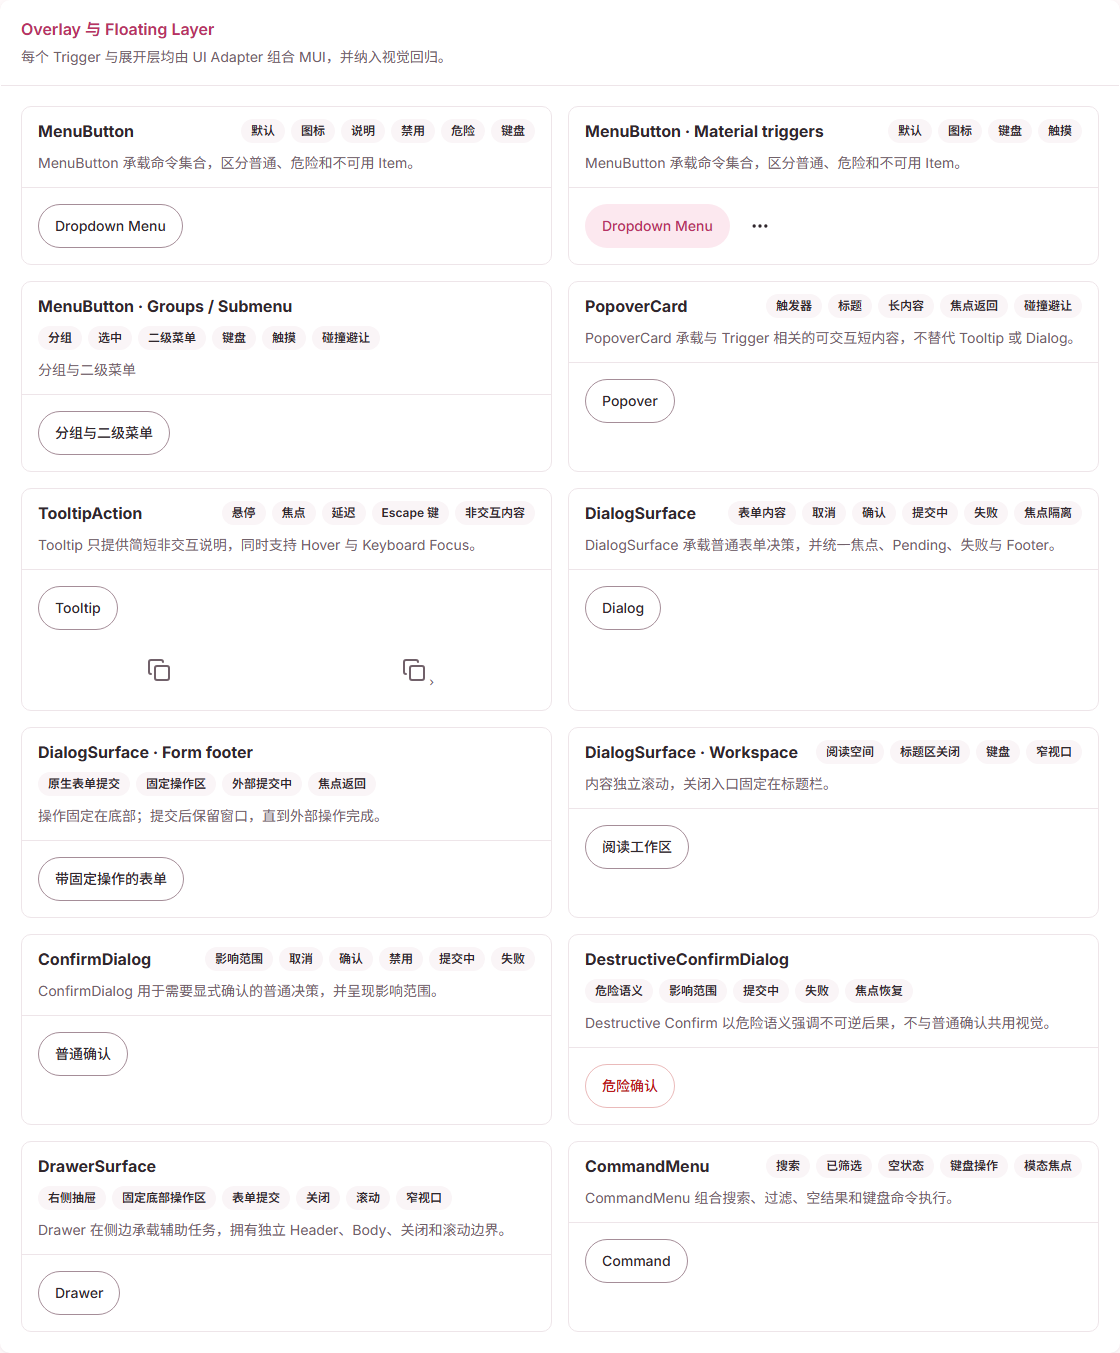 Overlay 与 Floating Layer
每个 Trigger 与展开层均由 UI Adapter 组合 MUI，并纳入视觉回归。
MenuButton 默认 图标 说明 禁用 危险 键盘
MenuButton 承载命令集合，区分普通、危险和不可用 Item。
Dropdown Menu
MenuButton · Material triggers 默认 图标 键盘 触摸
MenuButton 承载命令集合，区分普通、危险和不可用 Item。
Dropdown Menu
MenuButton · Groups / Submenu
分组 选中 二级菜单 键盘 触摸 碰撞避让
分组与二级菜单
分组与二级菜单
PopoverCard 触发器 标题 长内容 焦点返回 碰撞避让
PopoverCard 承载与 Trigger 相关的可交互短内容，不替代 Tooltip 或 Dialog。
Popover
TooltipAction 悬停 焦点 延迟 Escape 键 非交互内容
Tooltip 只提供简短非交互说明，同时支持 Hover 与 Keyboard Focus。
Tooltip
DialogSurface 表单内容 取消 确认 提交中 失败 焦点隔离
DialogSurface 承载普通表单决策，并统一焦点、Pending、失败与 Footer。
Dialog
DialogSurface · Form footer
原生表单提交 固定操作区 外部提交中 焦点返回
操作固定在底部；提交后保留窗口，直到外部操作完成。
带固定操作的表单
DialogSurface · Workspace 阅读空间 标题区关闭 键盘 窄视口
内容独立滚动，关闭入口固定在标题栏。
阅读工作区
ConfirmDialog 影响范围 取消 确认 禁用 提交中 失败
ConfirmDialog 用于需要显式确认的普通决策，并呈现影响范围。
普通确认
DestructiveConfirmDialog
危险语义 影响范围 提交中 失败 焦点恢复
Destructive Confirm 以危险语义强调不可逆后果，不与普通确认共用视觉。
危险确认
DrawerSurface
右侧抽屉 固定底部操作区 表单提交 关闭 滚动 窄视口
Drawer 在侧边承载辅助任务，拥有独立 Header、Body、关闭和滚动边界。
Drawer
CommandMenu 搜索 已筛选 空状态 键盘操作 模态焦点
CommandMenu 组合搜索、过滤、空结果和键盘命令执行。
Command